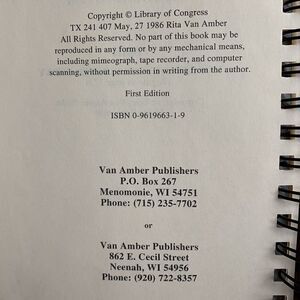 Copyright © Library of Congress
TX 241 407 May, 27 1986 Rita Van Amber
All Rights Reserved. No part of this book may be
reproduced in any form or by any mechanical means,
including mimeograph, tape recorder, and computer
scanning, without permission in writing from the author.
First Edition
ISBN 0-9619663-1-9
Van Amber Publishers
P.O. Box 267
Menomonie, WI 54751
Phone: (715) 235-7702
or
Van Amber Publishers
862 E. Cecil Street
Neenah, WI 54956
Phone: (920) 722-8357